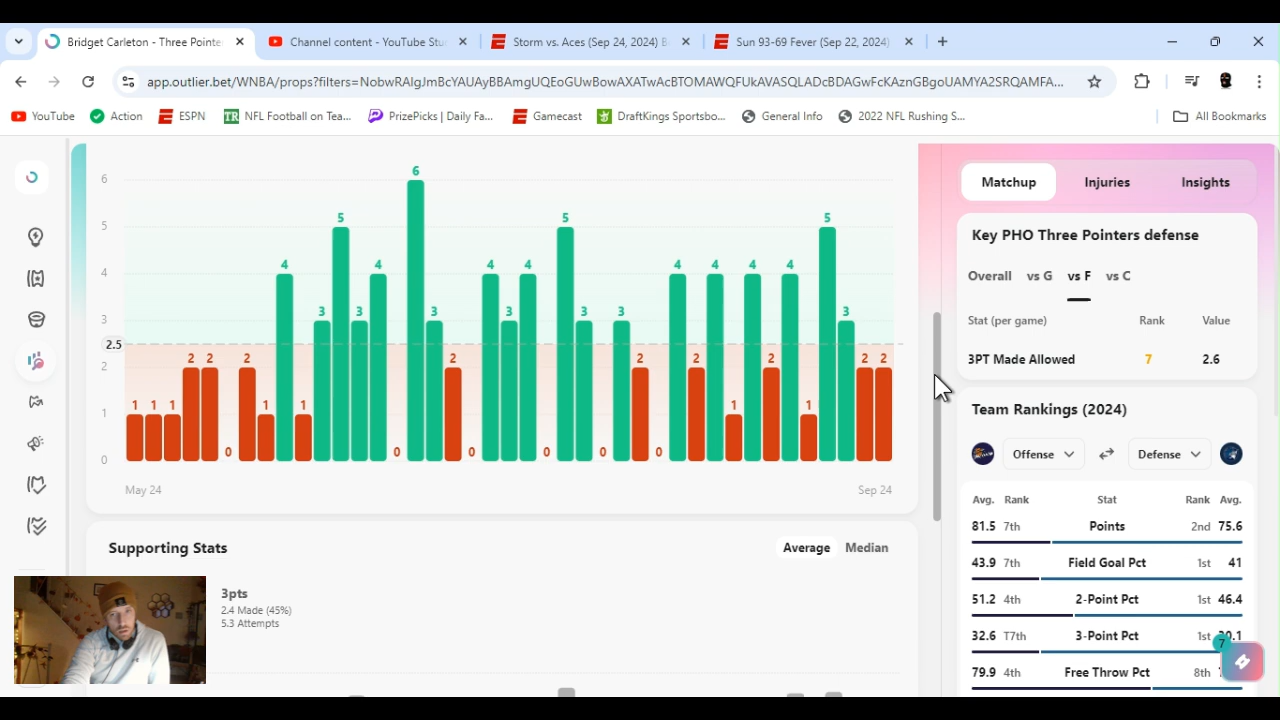 Bridget Carleton - Three Pointe
Channel content - YouTube Stu
Storm vs. Aces (Sep 24, 2024) B
Sun 93-69 Fever (Sep 22, 2024)
app.outlier.bet/WNBA/props?filters=NobwRAlgJmBcYAUAyBBAmgUQEoGUwBowAXATwAcBTOMAWQFUkAVASQLADcBDAGwFcKAznGBgoUAMYA2SRQAMFA...
YouTube
Action
ESPN
NFL Football on Tea...
PrizePicks | Daily Fa...
Gamecast
DraftKings Sportsbo...
General Info
2022 NFL Rushing S...
All Bookmarks
6
5
4
3
2.5
2
1
0
1 1 1 2 2 0 2 1 4 1 3 5 3 4 0 6 3 2 0 4 3 4 0 5 3 0 3 2 0 4 2 4 1 4 2 4 1 5 3 2 2
May 24
Sep 24
Supporting Stats
Average Median
3pts
2.4 Made (45%)
5.3 Attempts
Matchup Injuries Insights
Key PHO Three Pointers defense
Overall vs G vs F vs C
Stat (per game) Rank Value
3PT Made Allowed 7 2.6
Team Rankings (2024)
Offense Defense
Avg. Rank Stat Rank Avg.
81.5 7th Points 2nd 75.6
43.9 7th Field Goal Pct 1st 41
51.2 4th 2-Point Pct 1st 46.4
32.6 T7th 3-Point Pct 1st
7
79.9 4th Free Throw Pct 8th